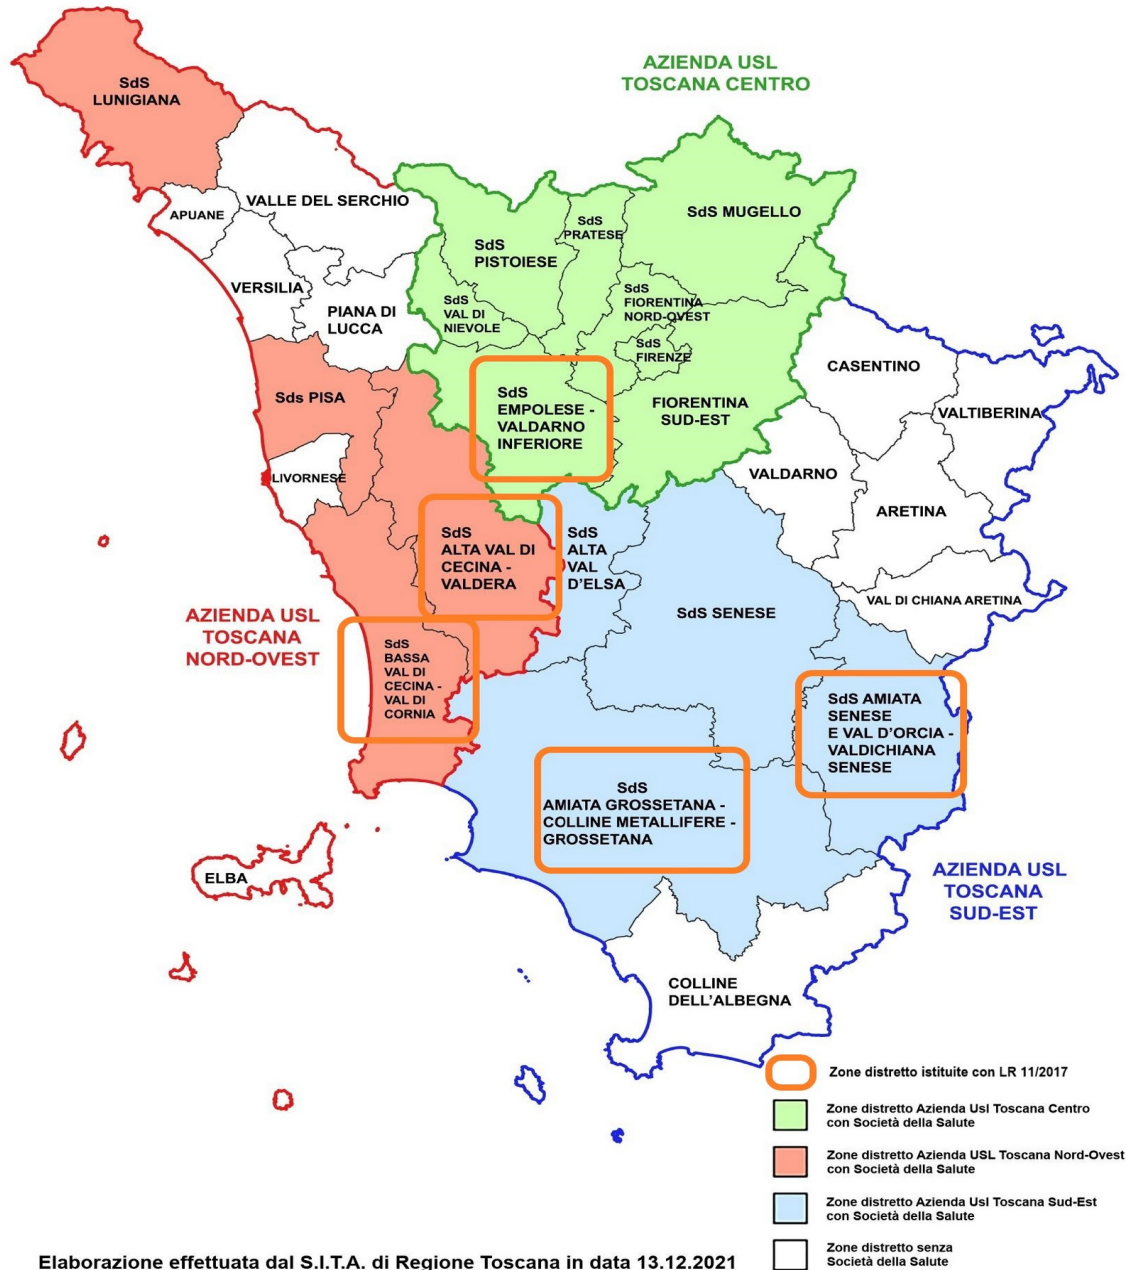 AZIENDA USL
TOSCANA CENTRO
SdS
LUNIGIANA
VALLE DEL SERCHIO
APUANE
SdS MUGELLO
SdS
PRATESE
SdS
PISTOIESE
VERSILIA
PIANA DI
LUCCA
SdS
VAL DI
NIEVOLE
SdS
FIORENTINA
NORD-OVEST
SdS
FIRENZE
CASENTINO
Sds PISA
SdS
EMPOLESE -
VALDARNO
INFERIORE
FIORENTINA
SUD-EST
VALTIBERINA
LIVORNESE
VALDARNO
ARETINA
SdS
ALTA VAL DI
CECINA -
VALDERA
SdS
ALTA
VAL
D'ELSA
VAL DI CHIANA ARETINA
SdS SENESE
AZIENDA USL
TOSCANA
NORD-OVEST
SdS
BASSA
VAL DI
CECINA -
VAL DI
CORNIA
SdS AMIATA
SENESE
E VAL D'ORCIA -
VALDICHIANA
SENESE
SdS
AMIATA GROSSETANA -
COLLINE METALLIFERE -
GROSSETANA
ELBA
AZIENDA USL
TOSCANA
SUD-EST
COLLINE
DELL'ALBEGNA
Zone distretto istituite con LR 11/2017
Zone distretto Azienda Usl Toscana Centro
con Società della Salute
Zone distretto Azienda USL Toscana Nord-Ovest
con Società della Salute
Zone distretto Azienda Usl Toscana Sud-Est
con Società della Salute
Zone distretto senza
Società della Salute
Elaborazione effettuata dal S.I.T.A. di Regione Toscana in data 13.12.2021